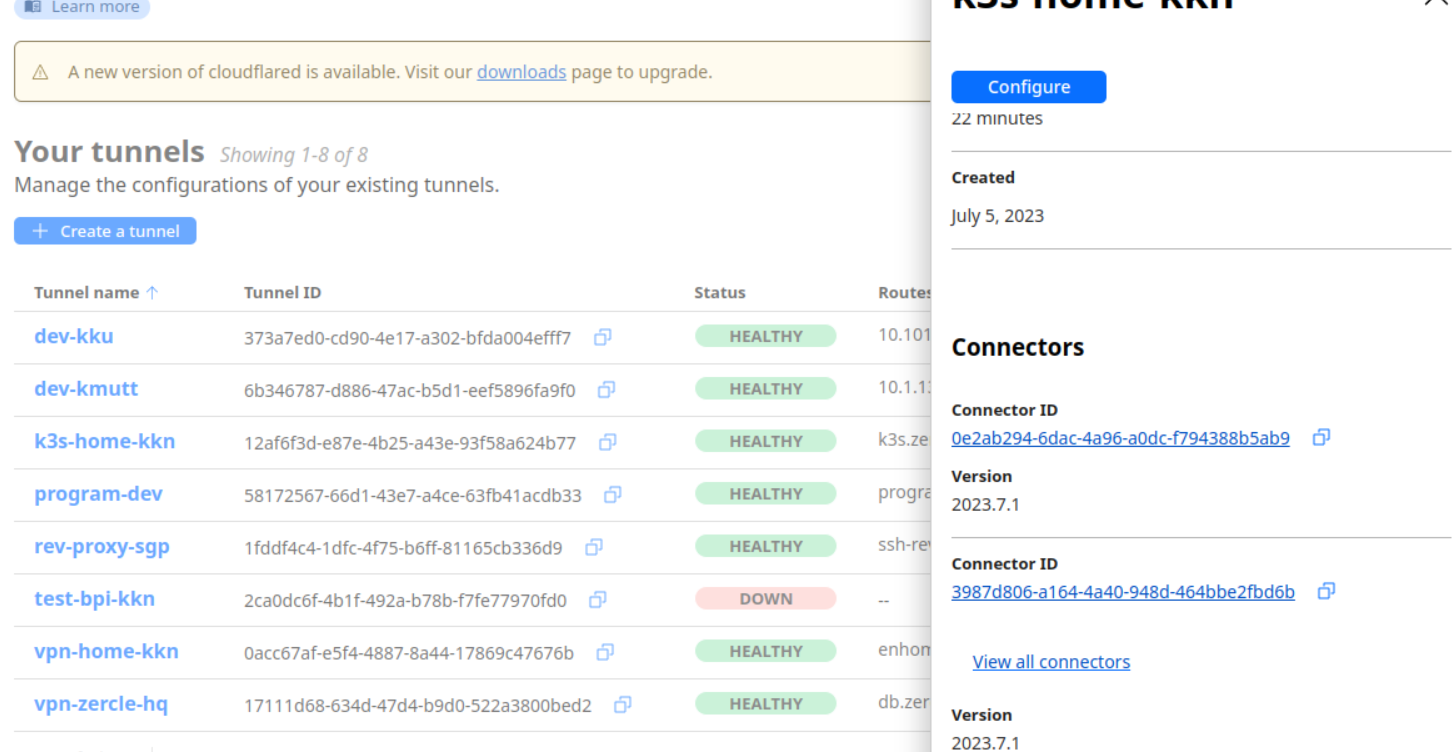 Learn more
A new version of cloudflared is available. Visit our downloads page to upgrade.
Your tunnels Showing 1-8 of 8
Manage the configurations of your existing tunnels.
+ Create a tunnel
Tunnel name ↑ Tunnel ID Status Routes
dev-kku 373a7ed0-cd90-4e17-a302-bfda004efff7 HEALTHY 10.101
dev-kmutt 6b346787-d886-47ac-b5d1-eef5896fa9f0 HEALTHY 10.1.1
k3s-home-kkn 12af6f3d-e87e-4b25-a43e-93f58a624b77 HEALTHY k3s.ze
program-dev 58172567-66d1-43e7-a4ce-63fb41acdb33 HEALTHY progra
rev-proxy-sgp 1fddf4c4-1dfc-4f75-b6ff-81165cb336d9 HEALTHY ssh-re
test-bpi-kkn 2ca0dc6f-4b1f-492a-b78b-f7fe77970fd0 DOWN --
vpn-home-kkn 0acc67af-e5f4-4887-8a44-17869c47676b HEALTHY enhom
vpn-zercle-hq 17111d68-634d-47d4-b9d0-522a3800bed2 HEALTHY db.zer
k3s-home-kkn
Configure
22 minutes
Created
July 5, 2023
Connectors
Connector ID
0e2ab294-6dac-4a96-a0dc-f794388b5ab9
Version
2023.7.1
Connector ID
3987d806-a164-4a40-948d-464bbe2fbd6b
View all connectors
Version
2023.7.1